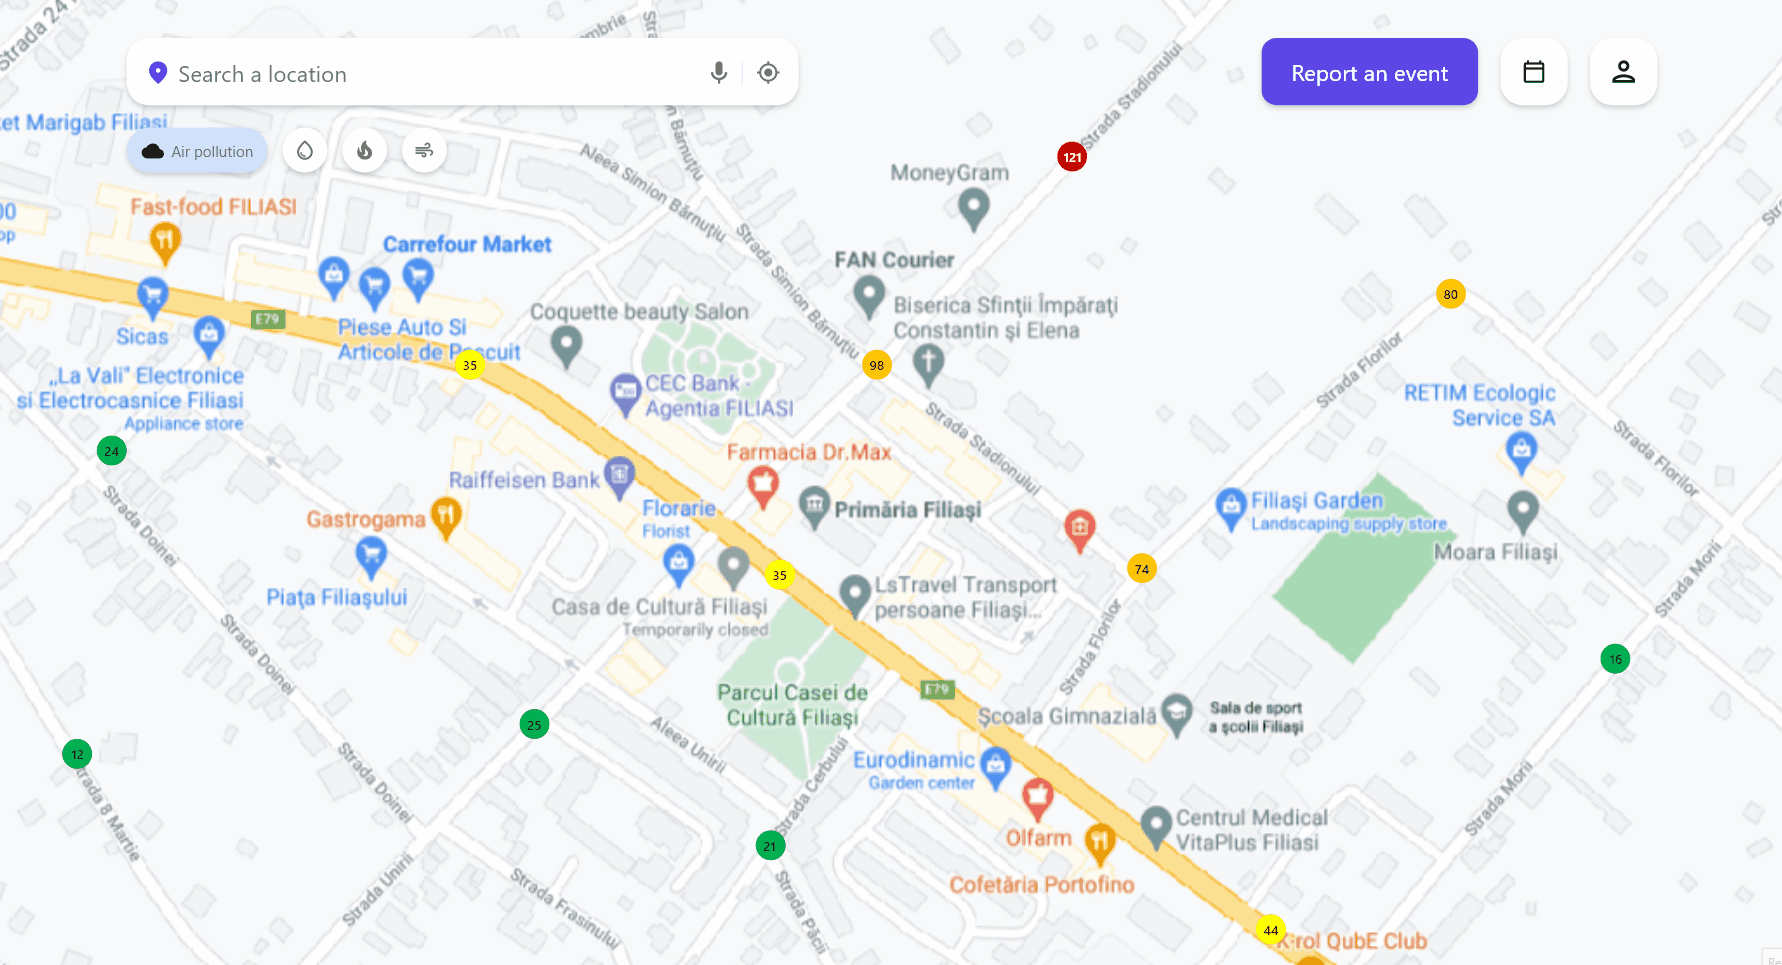 Strada 24
mbrie
Stra
Search a location
Report an event
et Marigab Filiasi
Air pollution
Bărnuțiu
Aleea Simion Bărnuțiu
Strada Stadionului
121
MoneyGram
00
op
Fast-food FILIASI
Carrefour Market
FAN Courier
Strada Simion Bărnuțiu
Biserica Sfinții Împărați
Constantin și Elena
80
E79
Sicas
Piese Auto Si
Articole de Pescuit
Coquette beauty Salon
35
98
Strada Florilor
„La Vali" Electronice
si Electrocasnice Filiasi
Appliance store
CEC Bank -
Agentia FILIASI
RETIM Ecologic
Service SA
24
Strada Stadionului
Strada Florilor
Farmacia Dr.Max
Raiffeisen Bank
Strada Doinei
Gastrogama
Florarie
Florist
Primăria Filiași
Filiași Garden
Landscaping supply store
Moara Filiași
Piața Filiașului
35
74
LsTravel Transport
persoane Filiași...
Casa de Cultură Filiași
Temporarily closed
Strada Morii
Strada Doinei
Strada Florilor
16
E79
Parcul Casei de
Cultură Filiași
Școala Gimnazială
Sala de sport
a școlii Filiași
25
Aleea Unirii
12
Strada Doinei
Strada Cerbului
Eurodinamic
Garden center
Strada 8 Martie
Strada Morii
Centrul Medical
VitaPlus Filiasi
21
Olfarm
Strada Unirii
Strada Frasinului
Strada Păcii
Cofetăria Portofino
44
K-rol QubE Club
Re